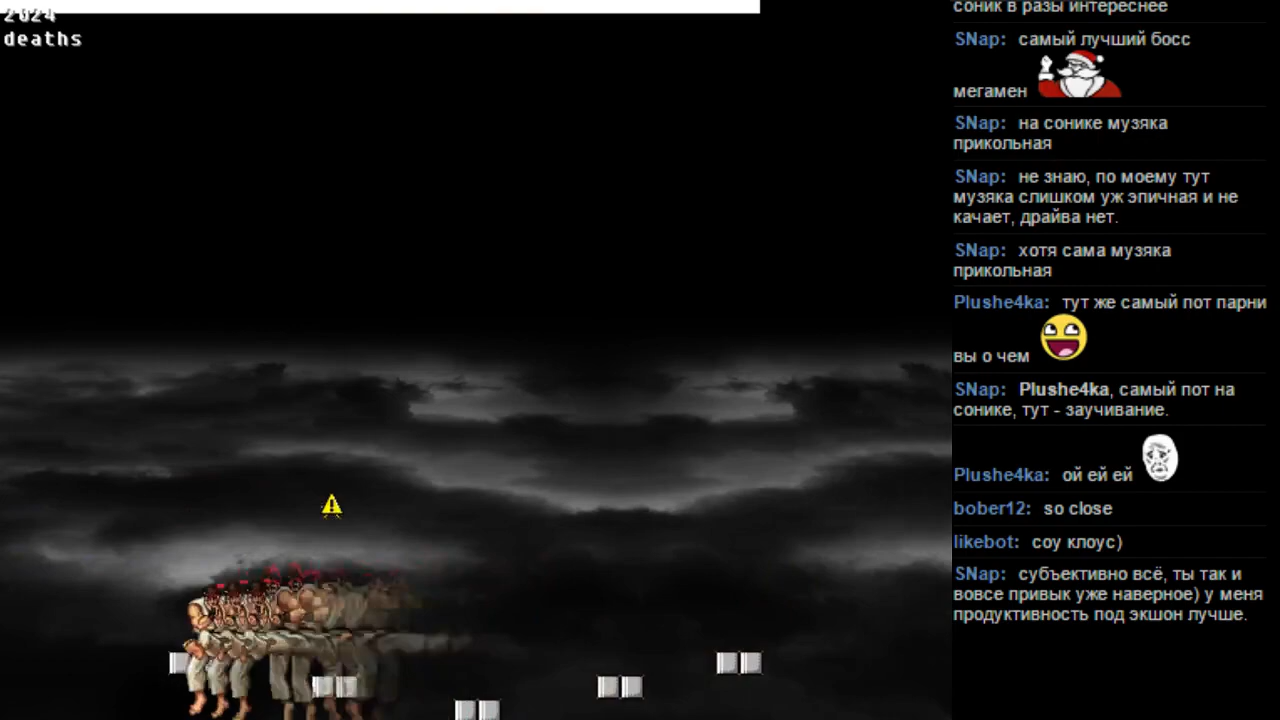 2024
deaths
соник в разы интереснее
SNap: самый лучший босс
мегамен
SNap: на сонике музяка
прикольная
SNap: не знаю, по моему тут
музяка слишком уж эпичная и не
качает, драйва нет.
SNap: хотя сама музяка
прикольная
Plushe4ka: тут же самый пот парни
вы о чем
SNap: Plushe4ka, самый пот на
сонике, тут - заучивание.
Plushe4ka: ой ей ей
bober12: so close
likebot: соу клоус)
SNap: субъективно всё, ты так и
вовсе привык уже наверное) у меня
продуктивность под экшон лучше.